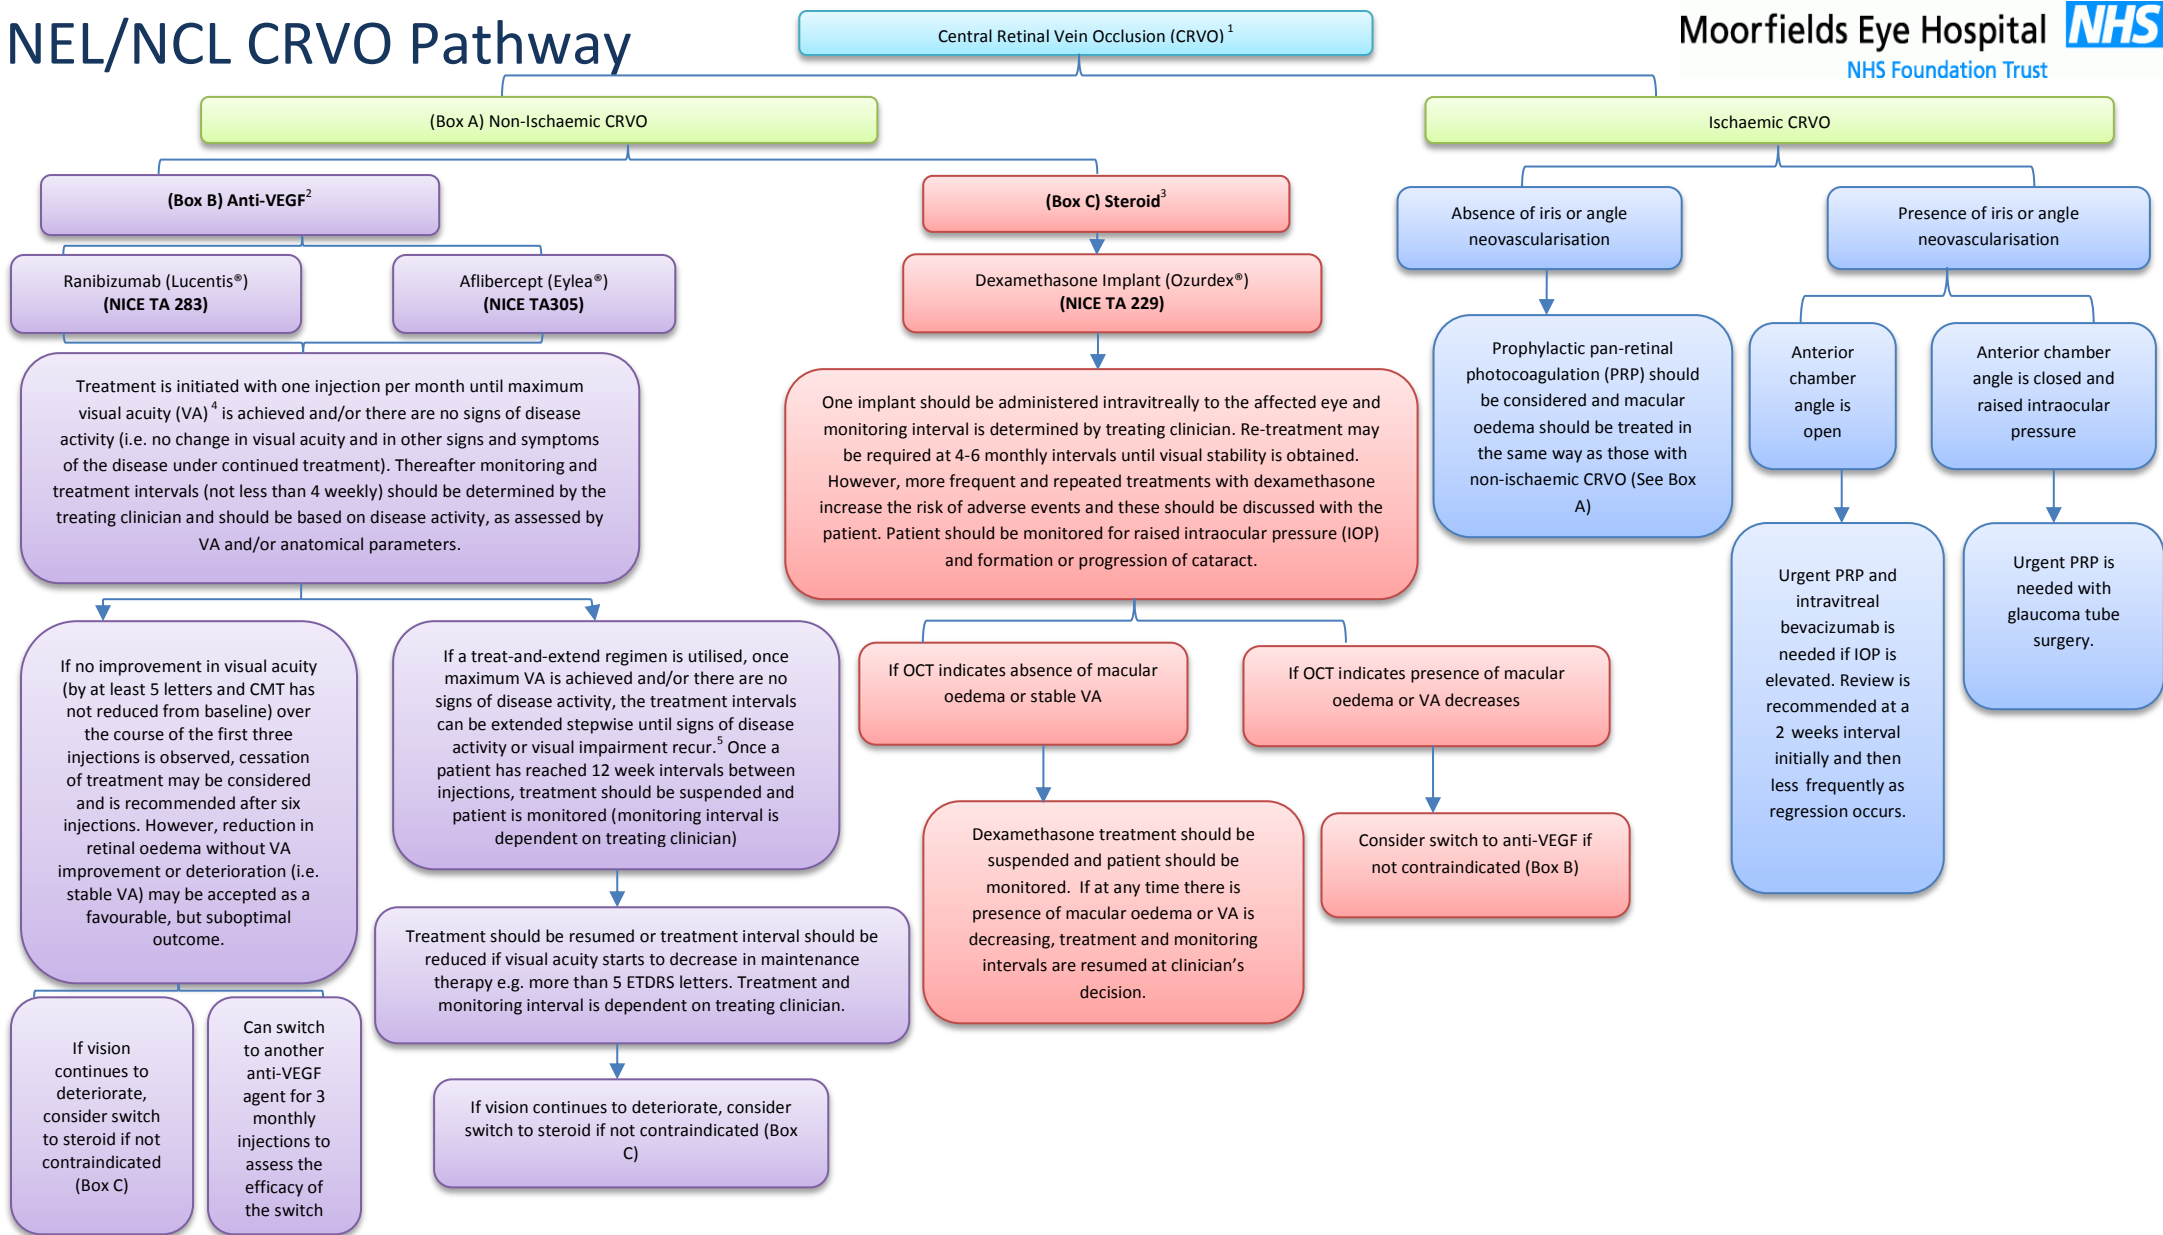 NEL/NCL CRVO Pathway
Central Retinal Vein Occlusion (CRVO) 1
Moorfields Eye Hospital NHS
NHS Foundation Trust
(Box A) Non-Ischaemic CRVO
Ischaemic CRVO
(Box B) Anti-VEGF2
Ranibizumab (Lucentis®)
(NICE TA 283)
Aflibercept (Eylea®)
(NICE TA305)
Treatment is initiated with one injection per month until maximum
visual acuity (VA) 4 is achieved and/or there are no signs of disease
activity (i.e. no change in visual acuity and in other signs and symptoms
of the disease under continued treatment). Thereafter monitoring and
treatment intervals (not less than 4 weekly) should be determined by the
treating clinician and should be based on disease activity, as assessed by
VA and/or anatomical parameters.
If no improvement in visual acuity
(by at least 5 letters and CMT has
not reduced from baseline) over
the course of the first three
injections is observed, cessation
of treatment may be considered
and is recommended after six
injections. However, reduction in
retinal oedema without VA
improvement or deterioration (i.e.
stable VA) may be accepted as a
favourable, but suboptimal
outcome.
If vision
continues to
deteriorate,
consider switch
to steroid if not
contraindicated
(Box C)
Can switch
to another
anti-VEGF
agent for 3
monthly
injections to
assess the
efficacy of
the switch
If a treat-and-extend regimen is utilised, once
maximum VA is achieved and/or there are no
signs of disease activity, the treatment intervals
can be extended stepwise until signs of disease
activity or visual impairment recur.5 Once a
patient has reached 12 week intervals between
injections, treatment should be suspended and
patient is monitored (monitoring interval is
dependent on treating clinician)
Treatment should be resumed or treatment interval should be
reduced if visual acuity starts to decrease in maintenance
therapy e.g. more than 5 ETDRS letters. Treatment and
monitoring interval is dependent on treating clinician.
If vision continues to deteriorate, consider
switch to steroid if not contraindicated (Box
C)
(Box C) Steroid3
Dexamethasone Implant (Ozurdex®)
(NICE TA 229)
One implant should be administered intravitreally to the affected eye and
monitoring interval is determined by treating clinician. Re-treatment may
be required at 4-6 monthly intervals until visual stability is obtained.
However, more frequent and repeated treatments with dexamethasone
increase the risk of adverse events and these should be discussed with the
patient. Patient should be monitored for raised intraocular pressure (IOP)
and formation or progression of cataract.
If OCT indicates absence of macular
oedema or stable VA
Dexamethasone treatment should be
suspended and patient should be
monitored. If at any time there is
presence of macular oedema or VA is
decreasing, treatment and monitoring
intervals are resumed at clinician’s
decision.
If OCT indicates presence of macular
oedema or VA decreases
Consider switch to anti-VEGF if
not contraindicated (Box B)
Absence of iris or angle
neovascularisation
Prophylactic pan-retinal
photocoagulation (PRP) should
be considered and macular
oedema should be treated in
the same way as those with
non-ischaemic CRVO (See Box
A)
Presence of iris or angle
neovascularisation
Anterior
chamber
angle is
open
Urgent PRP and
intravitreal
bevacizumab is
needed if IOP is
elevated. Review is
recommended at a
2 weeks interval
initially and then
less frequently as
regression occurs.
Anterior chamber
angle is closed and
raised intraocular
pressure
Urgent PRP is
needed with
glaucoma tube
surgery.